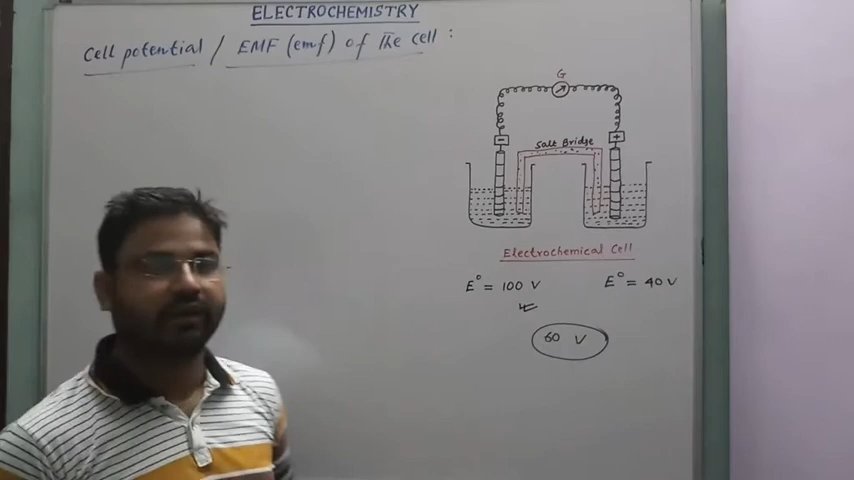 ELECTROCHEMISTRY
Cell potential / EMF (emf) of The cell :
G
- +
Salt Bridge
Electrochemical Cell
E° = 100 V E° = 40 V
60 V